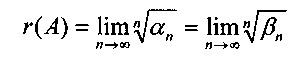 r(A) = lim_{n→∞} ⁿ√α_n = lim_{n→∞} ⁿ√β_n